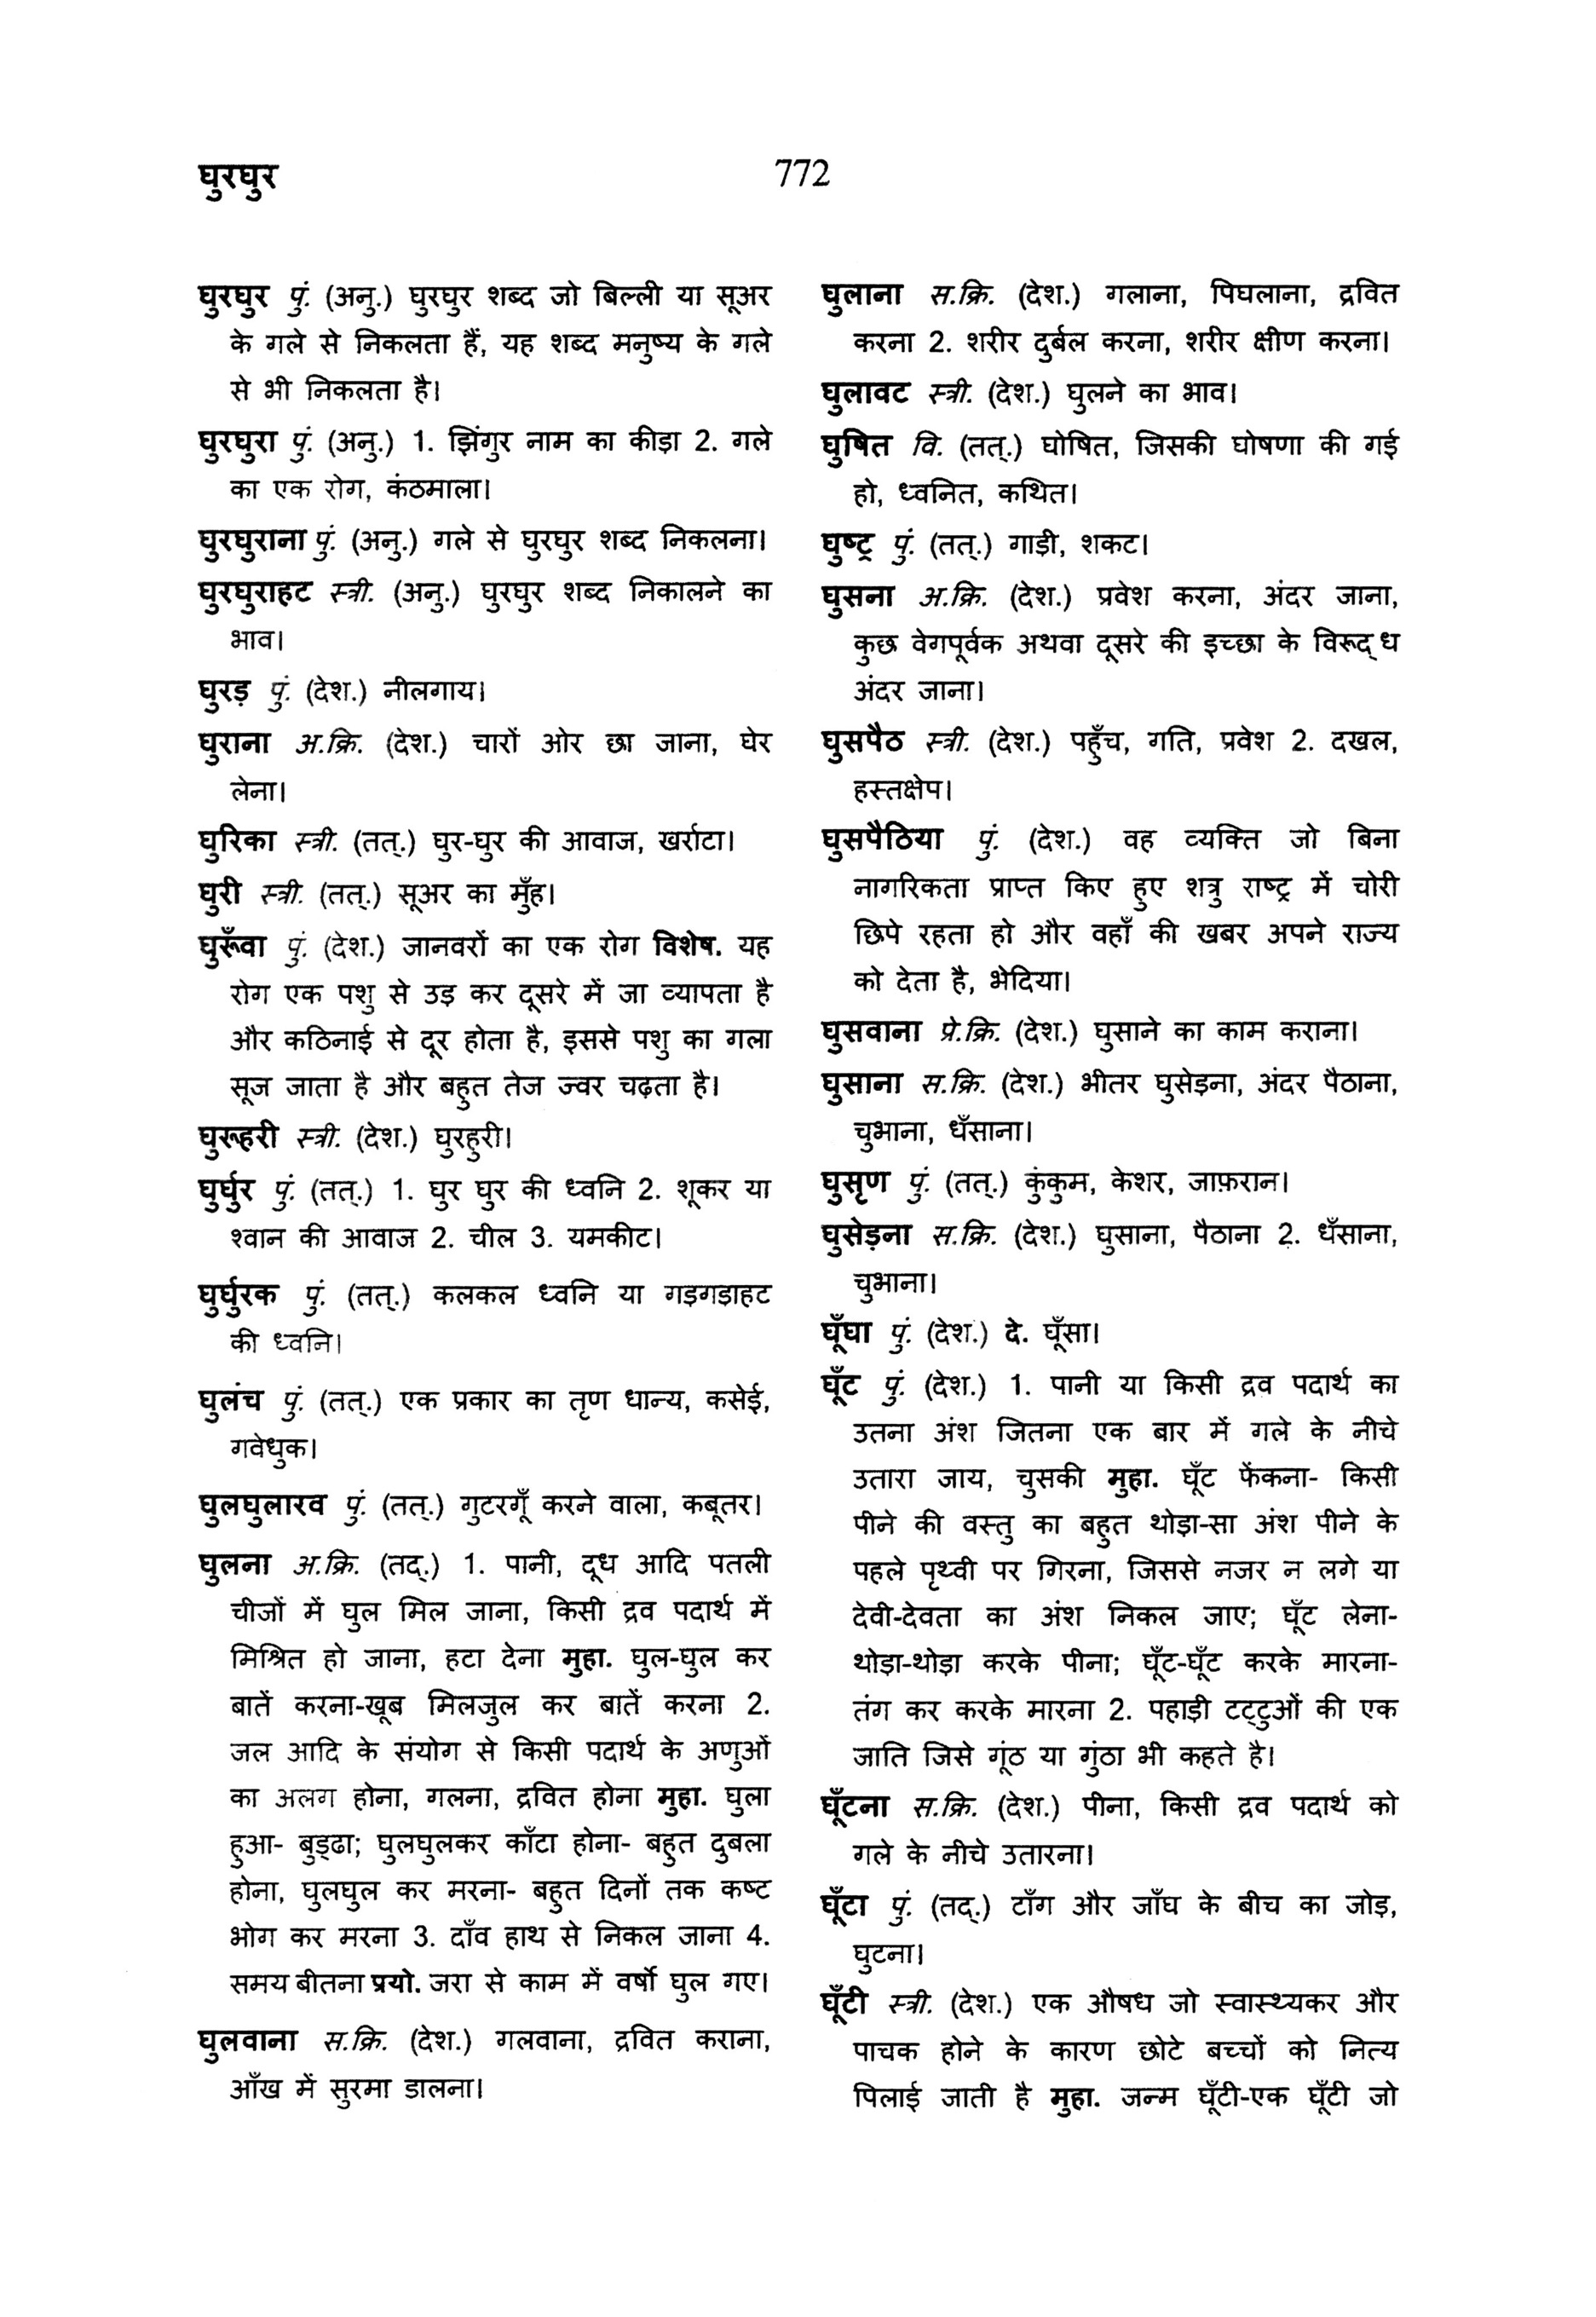 घुरघुर
772
घुरघुर पुं. (अनु.) घुरघुर शब्द जो बिल्ली या सूअर
के गले से निकलता हैं, यह शब्द मनुष्य के गले
से भी निकलता है।
घुरघुरा पुं. (अनु.) 1. झिंगुर नाम का कीड़ा 2. गले
का एक रोग, कंठमाला।
घुरघुराना पुं. (अनु.) गले से घुरघुर शब्द निकलना।
घुरघुराहट स्त्री. (अनु.) घुरघुर शब्द निकालने का
भाव।
घुरड़ पुं. (देश.) नीलगाय।
घुराना अ.क्रि. (देश.) चारों ओर छा जाना, घेर
लेना।
घुरिका स्त्री. (तत्.) घुर-घुर की आवाज, खर्राटा।
घुरी स्त्री. (तत्.) सूअर का मुँह।
घुरूँवा पुं. (देश.) जानवरों का एक रोग विशेष. यह
रोग एक पशु से उड़ कर दूसरे में जा व्यापता है
और कठिनाई से दूर होता है, इससे पशु का गला
सूज जाता है और बहुत तेज ज्वर चढ़ता है।
घुरूहरी स्त्री. (देश.) घुरहुरी।
घुर्घुर पुं. (तत्.) 1. घुर घुर की ध्वनि 2. शूकर या
श्वान की आवाज 2. चील 3. यमकीट।
घुर्घुरक पुं. (तत्.) कलकल ध्वनि या गड़गड़ाहट
की ध्वनि।
घुलंच पुं. (तत्.) एक प्रकार का तृण धान्य, कसेई,
गवेधुक।
घुलघुलारव पुं. (तत्.) गुटरगूँ करने वाला, कबूतर।
घुलना अ.क्रि. (तद्.) 1. पानी, दूध आदि पतली
चीजों में घुल मिल जाना, किसी द्रव पदार्थ में
मिश्रित हो जाना, हटा देना मुहा. घुल-घुल कर
बातें करना-खूब मिलजुल कर बातें करना 2.
जल आदि के संयोग से किसी पदार्थ के अणुओं
का अलग होना, गलना, द्रवित होना मुहा. घुला
हुआ- बुड्ढा; घुलघुलकर काँटा होना- बहुत दुबला
होना, घुलघुल कर मरना- बहुत दिनों तक कष्ट
भोग कर मरना 3. दाँव हाथ से निकल जाना 4.
समय बीतना प्रयो. जरा से काम में वर्षों घुल गए।
घुलवाना स.क्रि. (देश.) गलवाना, द्रवित कराना,
आँख में सुरमा डालना।
घुलाना स.क्रि. (देश.) गलाना, पिघलाना, द्रवित
करना 2. शरीर दुर्बल करना, शरीर क्षीण करना।
घुलावट स्त्री. (देश.) घुलने का भाव।
घुषित वि. (तत्.) घोषित, जिसकी घोषणा की गई
हो, ध्वनित, कथित।
घुष्ट्र पुं. (तत्.) गाड़ी, शकट।
घुसना अ.क्रि. (देश.) प्रवेश करना, अंदर जाना,
कुछ वेगपूर्वक अथवा दूसरे की इच्छा के विरूद्ध
अंदर जाना।
घुसपैठ स्त्री. (देश.) पहुँच, गति, प्रवेश 2. दखल,
हस्तक्षेप।
घुसपैठिया पुं. (देश.) वह व्यक्ति जो बिना
नागरिकता प्राप्त किए हुए शत्रु राष्ट्र में चोरी
छिपे रहता हो और वहाँ की खबर अपने राज्य
को देता है, भेदिया।
घुसवाना प्रे.क्रि. (देश.) घुसाने का काम कराना।
घुसाना स.क्रि. (देश.) भीतर घुसेड़ना, अंदर पैठाना,
चुभाना, धँसाना।
घुसृण पुं. (तत्.) कुंकुम, केशर, जाफ़रान।
घुसेड़ना स.क्रि. (देश.) घुसाना, पैठाना 2. धँसाना,
चुभाना।
घूँघा पुं. (देश.) दे. घूँसा।
घूँट पुं. (देश.) 1. पानी या किसी द्रव पदार्थ का
उतना अंश जितना एक बार में गले के नीचे
उतारा जाय, चुसकी मुहा. घूँट फेंकना- किसी
पीने की वस्तु का बहुत थोड़ा-सा अंश पीने के
पहले पृथ्वी पर गिरना, जिससे नजर न लगे या
देवी-देवता का अंश निकल जाए; घूँट लेना-
थोड़ा-थोड़ा करके पीना; घूँट-घूँट करके मारना-
तंग कर करके मारना 2. पहाड़ी टट्टुओं की एक
जाति जिसे गूंठ या गुंठा भी कहते है।
घूँटना स.क्रि. (देश.) पीना, किसी द्रव पदार्थ को
गले के नीचे उतारना।
घूँटा पुं. (तद्.) टाँग और जाँघ के बीच का जोड़,
घुटना।
घूँटी स्त्री. (देश.) एक औषध जो स्वास्थ्यकर और
पाचक होने के कारण छोटे बच्चों को नित्य
पिलाई जाती है मुहा. जन्म घूँटी-एक घूँटी जो